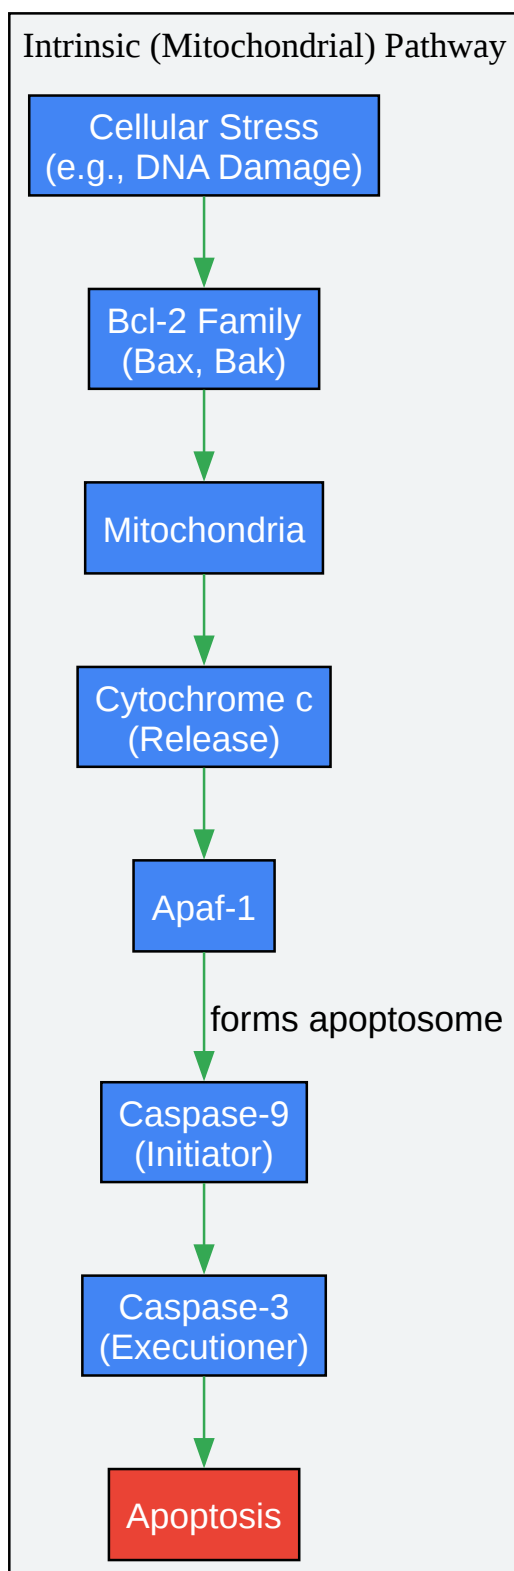 Intrinsic (Mitochondrial) Pathway
Cellular Stress
(e.g., DNA Damage)
Bcl-2 Family
(Bax, Bak)
Mitochondria
Cytochrome c
(Release)
Apaf-1
forms apoptosome
Caspase-9
(Initiator)
Caspase-3
(Executioner)
Apoptosis